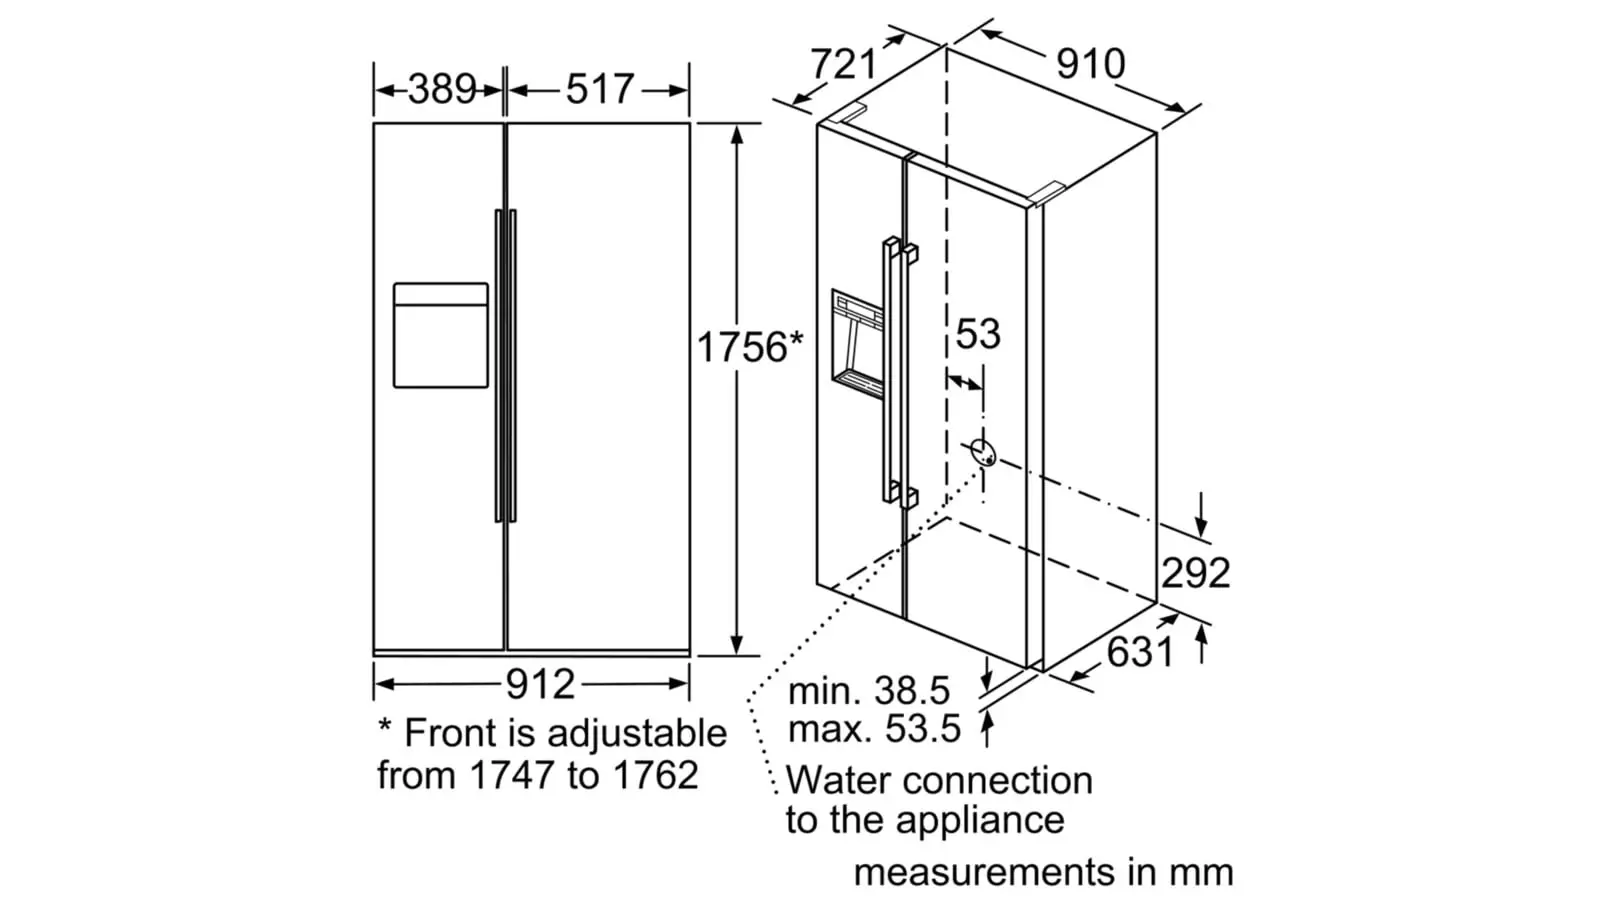 389
517
1756*
912
* Front is adjustable
from 1747 to 1762
721
910
53
292
631
min. 38.5
max. 53.5
Water connection
to the appliance
measurements in mm